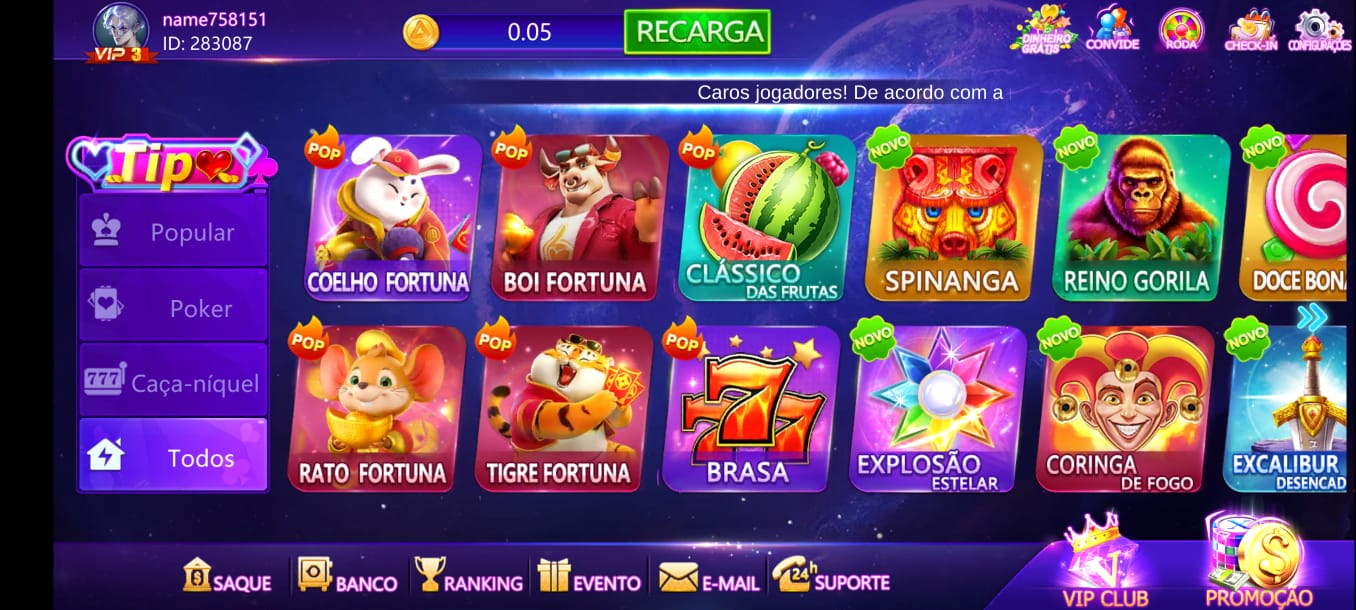 name758151
ID: 283087
VIP 3
0.05
RECARGA
DINHEIRO
GRÁTIS
CONVIDE
RODA
CHECK-IN
CONFIGURAÇÕES
Caros jogadores! De acordo com a
Tip
Popular
Poker
777
Caça-níquel
Todos
POP
COELHO FORTUNA
POP
BOI FORTUNA
POP
CLÁSSICO
DAS FRUTAS
NOVO
SPINANGA
NOVO
REINO GORILA
NOVO
DOCE BON
POP
RATO FORTUNA
POP
TIGRE FORTUNA
POP
777
BRASA
NOVO
EXPLOSÃO
ESTELAR
NOVO
CORINGA
DE FOGO
NOVO
EXCALIBUR
DESENCAD
SAQUE
BANCO
RANKING
EVENTO
E-MAIL
24h
SUPORTE
V
VIP CLUB
$
PROMOÇÃO